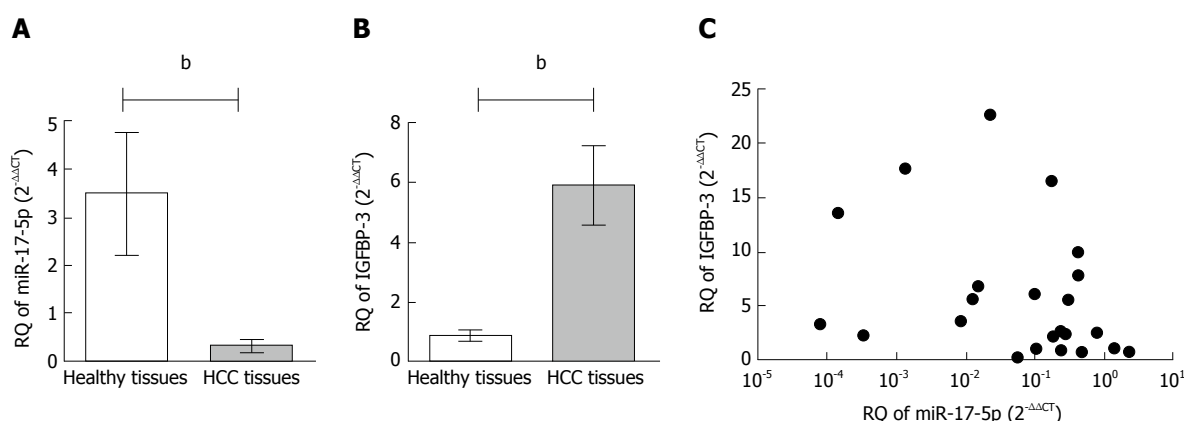 A
b
RQ of miR-17-5p (2^-ΔΔCT)
5
4
3
2
1
0
Healthy tissues HCC tissues
B
b
RQ of IGFBP-3 (2^-ΔΔCT)
8
6
4
2
0
Healthy tissues HCC tissues
C
RQ of IGFBP-3 (2^-ΔΔCT)
25
20
15
10
5
0
10^-5 10^-4 10^-3 10^-2 10^-1 10^0 10^1
RQ of miR-17-5p (2^-ΔΔCT)